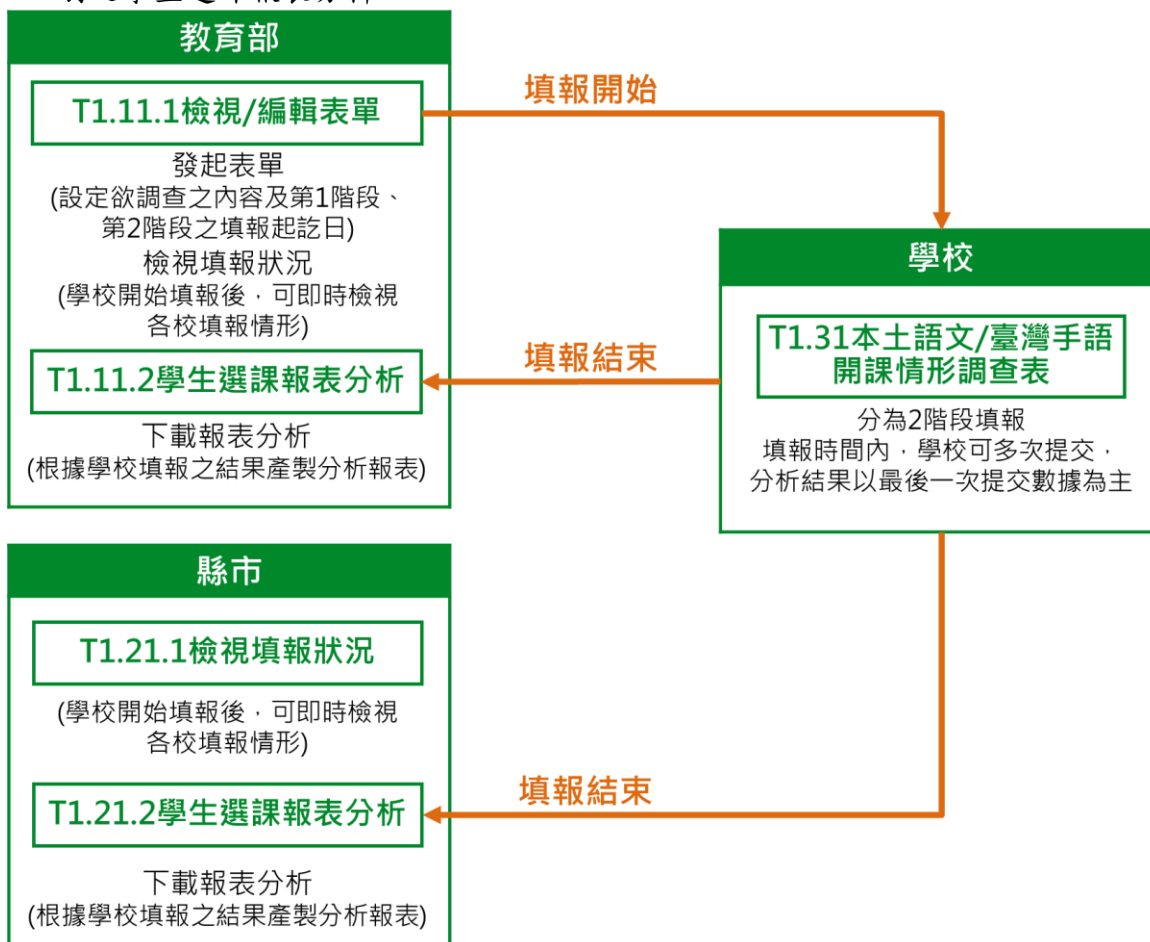 教育部
T1.11.1檢視/編輯表單
發起表單
(設定欲調查之內容及第1階段、
第2階段之填報起訖日)
檢視填報狀況
(學校開始填報後，可即時檢視
各校填報情形)
T1.11.2學生選課報表分析
下載報表分析
(根據學校填報之結果產製分析報表)
填報開始
學校
T1.31本土語文/臺灣手語
開課情形調查表
分為2階段填報
填報時間內，學校可多次提交，
分析結果以最後一次提交數據為主
填報結束
縣市
T1.21.1檢視填報狀況
(學校開始填報後，可即時檢視
各校填報情形)
T1.21.2學生選課報表分析
下載報表分析
(根據學校填報之結果產製分析報表)
填報結束